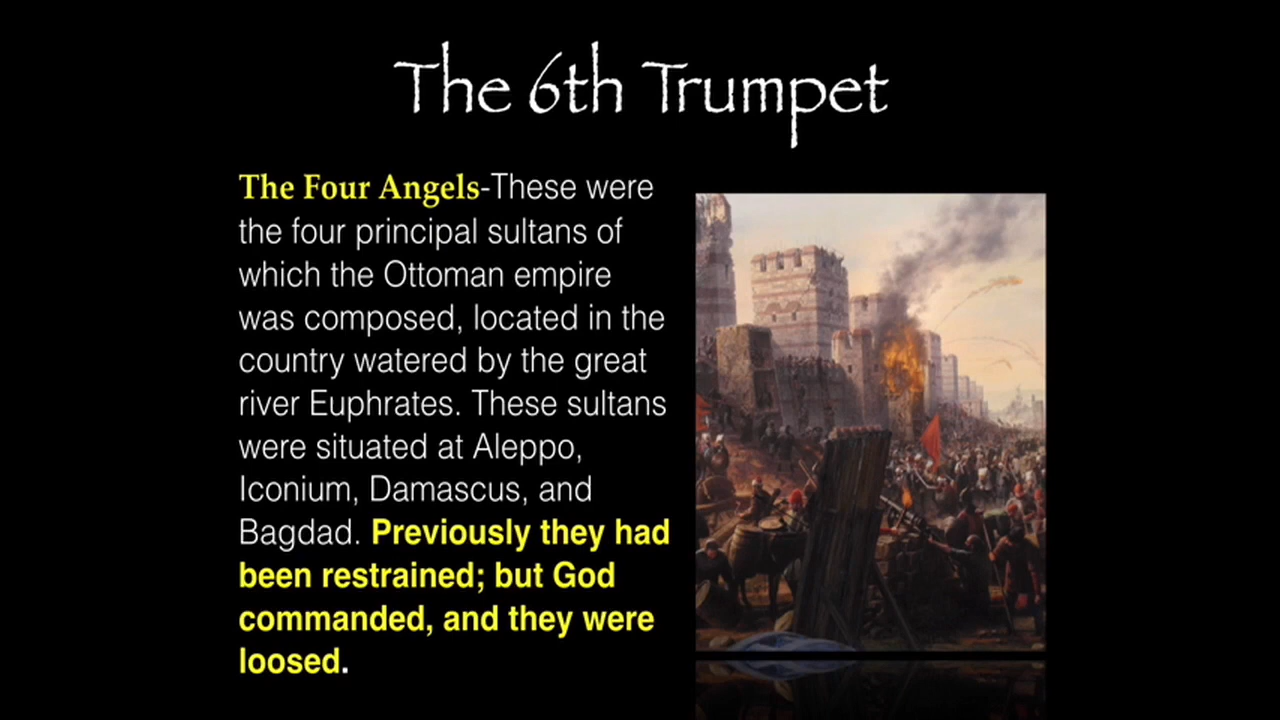 The 6th Trumpet
The Four Angels-These were
the four principal sultans of
which the Ottoman empire
was composed, located in the
country watered by the great
river Euphrates. These sultans
were situated at Aleppo,
Iconium, Damascus, and
Bagdad. Previously they had
been restrained; but God
commanded, and they were
loosed.